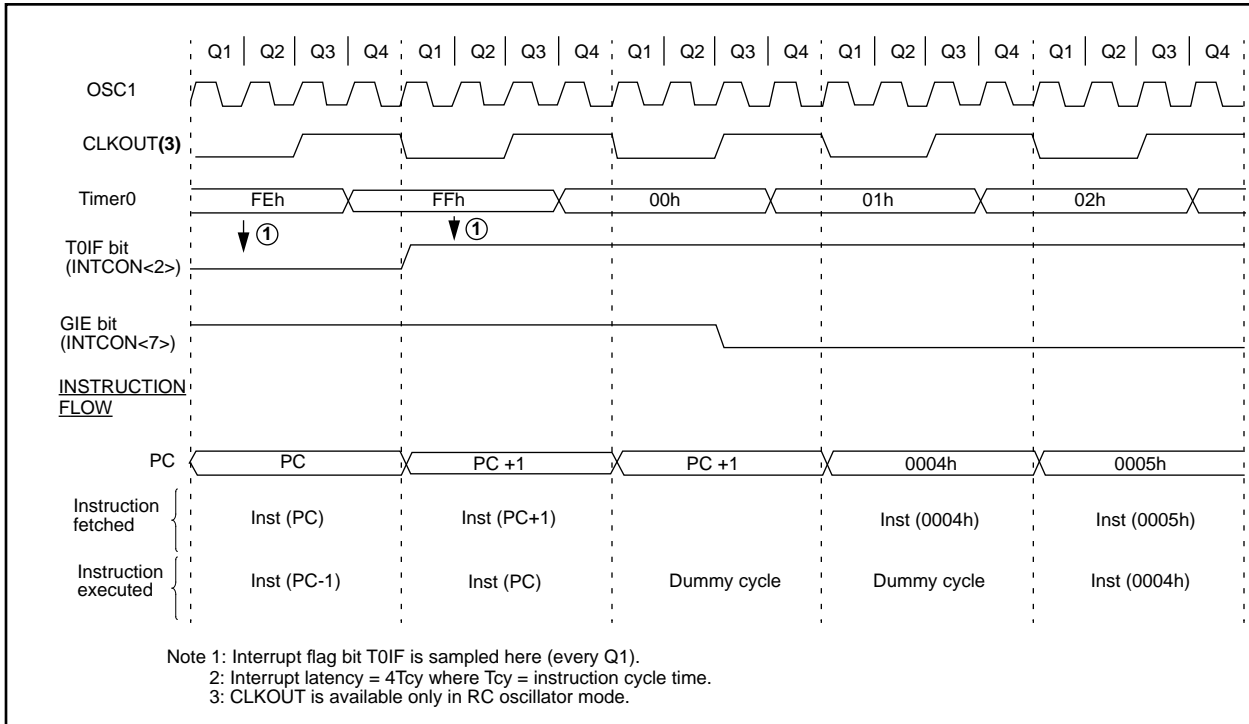 Q1 Q2 Q3 Q4 Q1 Q2 Q3 Q4 Q1 Q2 Q3 Q4 Q1 Q2 Q3 Q4 Q1 Q2 Q3 Q4
OSC1
CLKOUT(3)
Timer0 FEh FFh 00h 01h 02h
① ①
T0IF bit
(INTCON<2>)
GIE bit
(INTCON<7>)
INSTRUCTION
FLOW
PC PC PC +1 PC +1 0004h 0005h
Instruction
fetched
Inst (PC) Inst (PC+1) Inst (0004h) Inst (0005h)
Instruction
executed
Inst (PC-1) Inst (PC) Dummy cycle Dummy cycle Inst (0004h)
Note 1: Interrupt flag bit T0IF is sampled here (every Q1).
2: Interrupt latency = 4Tcy where Tcy = instruction cycle time.
3: CLKOUT is available only in RC oscillator mode.